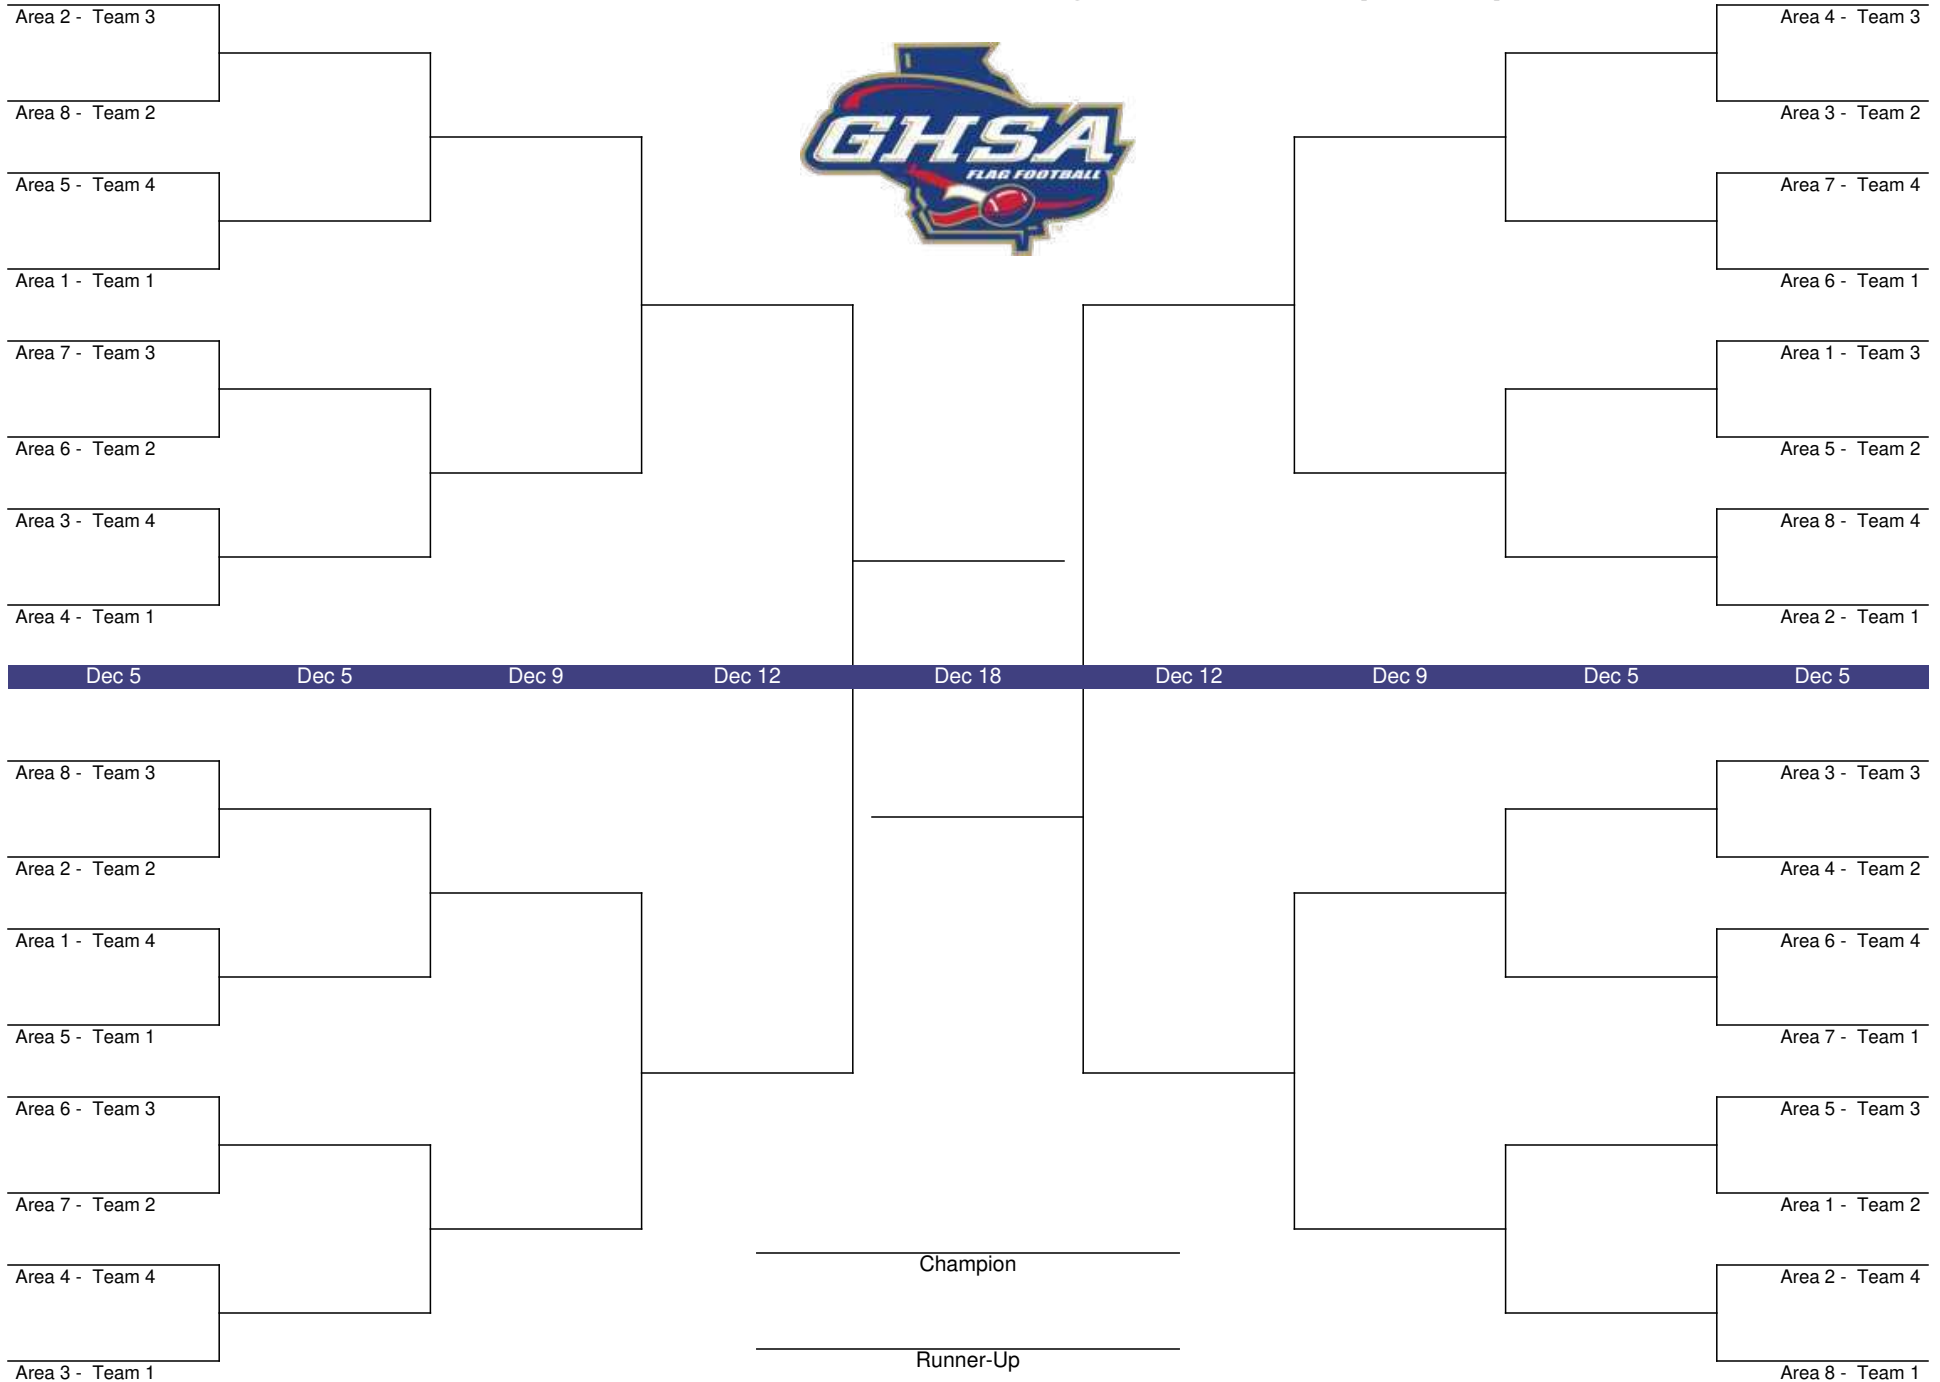 Area 2 - Team 3
Area 8 - Team 2
Area 5 - Team 4
Area 1 - Team 1
Area 7 - Team 3
Area 6 - Team 2
Area 3 - Team 4
Area 4 - Team 1
GHSA
FLAG FOOTBALL
Area 4 - Team 3
Area 3 - Team 2
Area 7 - Team 4
Area 6 - Team 1
Area 1 - Team 3
Area 5 - Team 2
Area 8 - Team 4
Area 2 - Team 1
Dec 5 Dec 5 Dec 9 Dec 12 Dec 18 Dec 12 Dec 9 Dec 5 Dec 5
Area 8 - Team 3
Area 2 - Team 2
Area 1 - Team 4
Area 5 - Team 1
Area 6 - Team 3
Area 7 - Team 2
Area 4 - Team 4
Area 3 - Team 1
Champion
Runner-Up
Area 3 - Team 3
Area 4 - Team 2
Area 6 - Team 4
Area 7 - Team 1
Area 5 - Team 3
Area 1 - Team 2
Area 2 - Team 4
Area 8 - Team 1